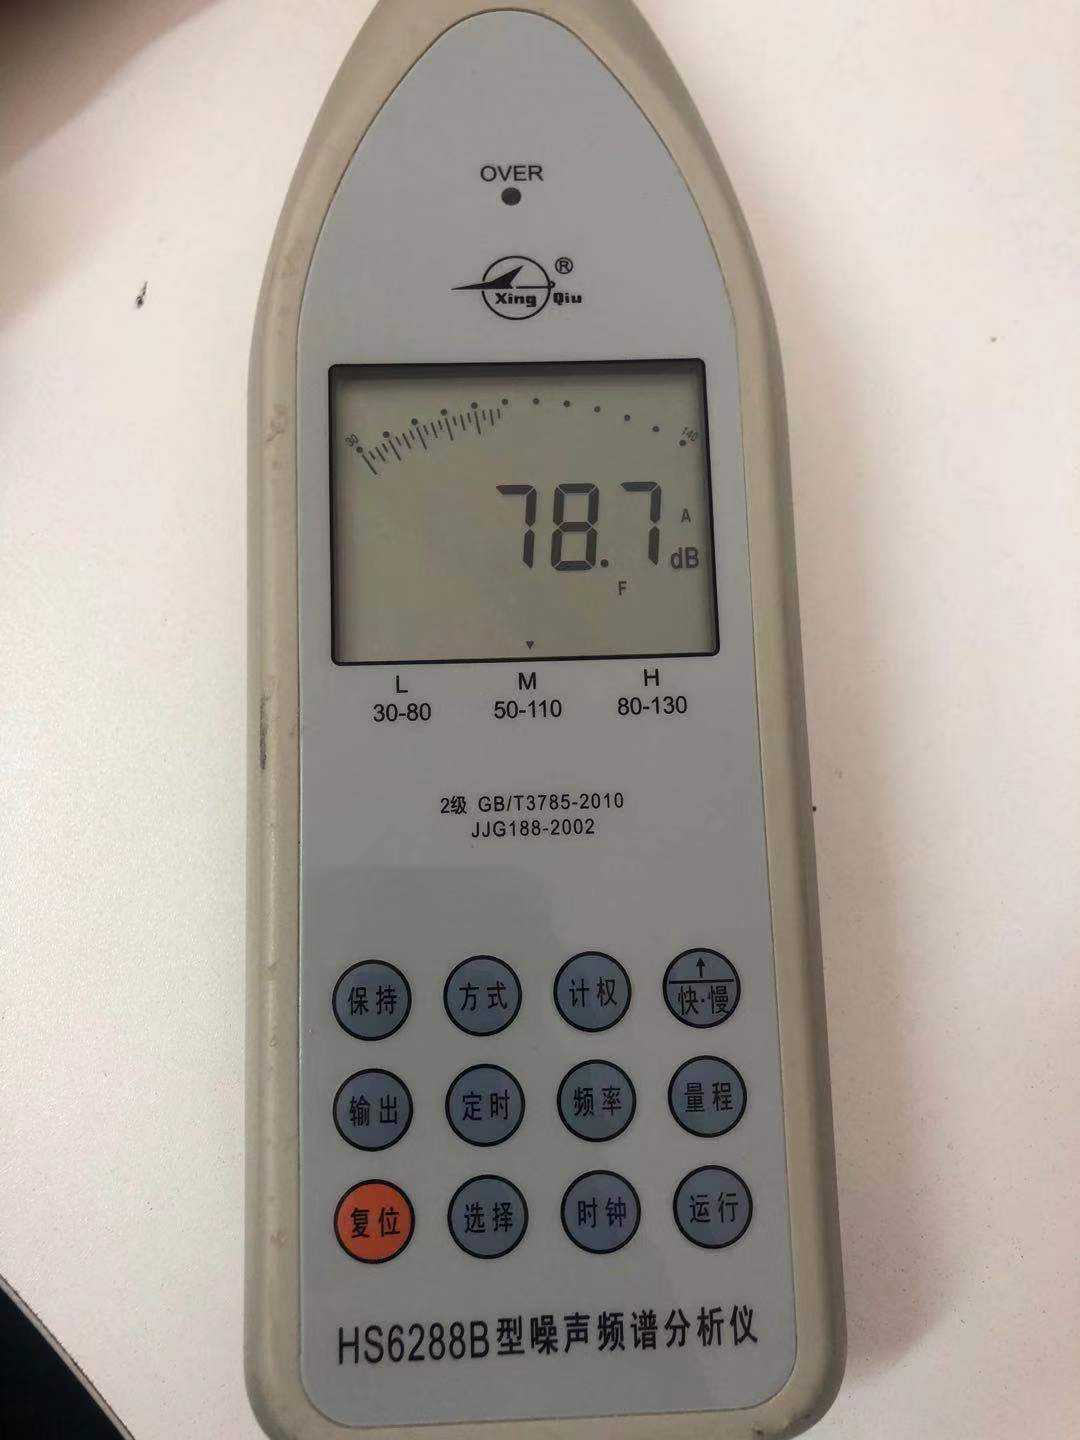 OVER
Xing Qiu ®
30 140
78.7 A
dB
F
L M H
30-80 50-110 80-130
2级 GB/T3785-2010
JJG188-2002
保持 方式 计权 ↑ 快·慢
输出 定时 频率 量程
复位 选择 时钟 运行
HS6288B型噪声频谱分析仪